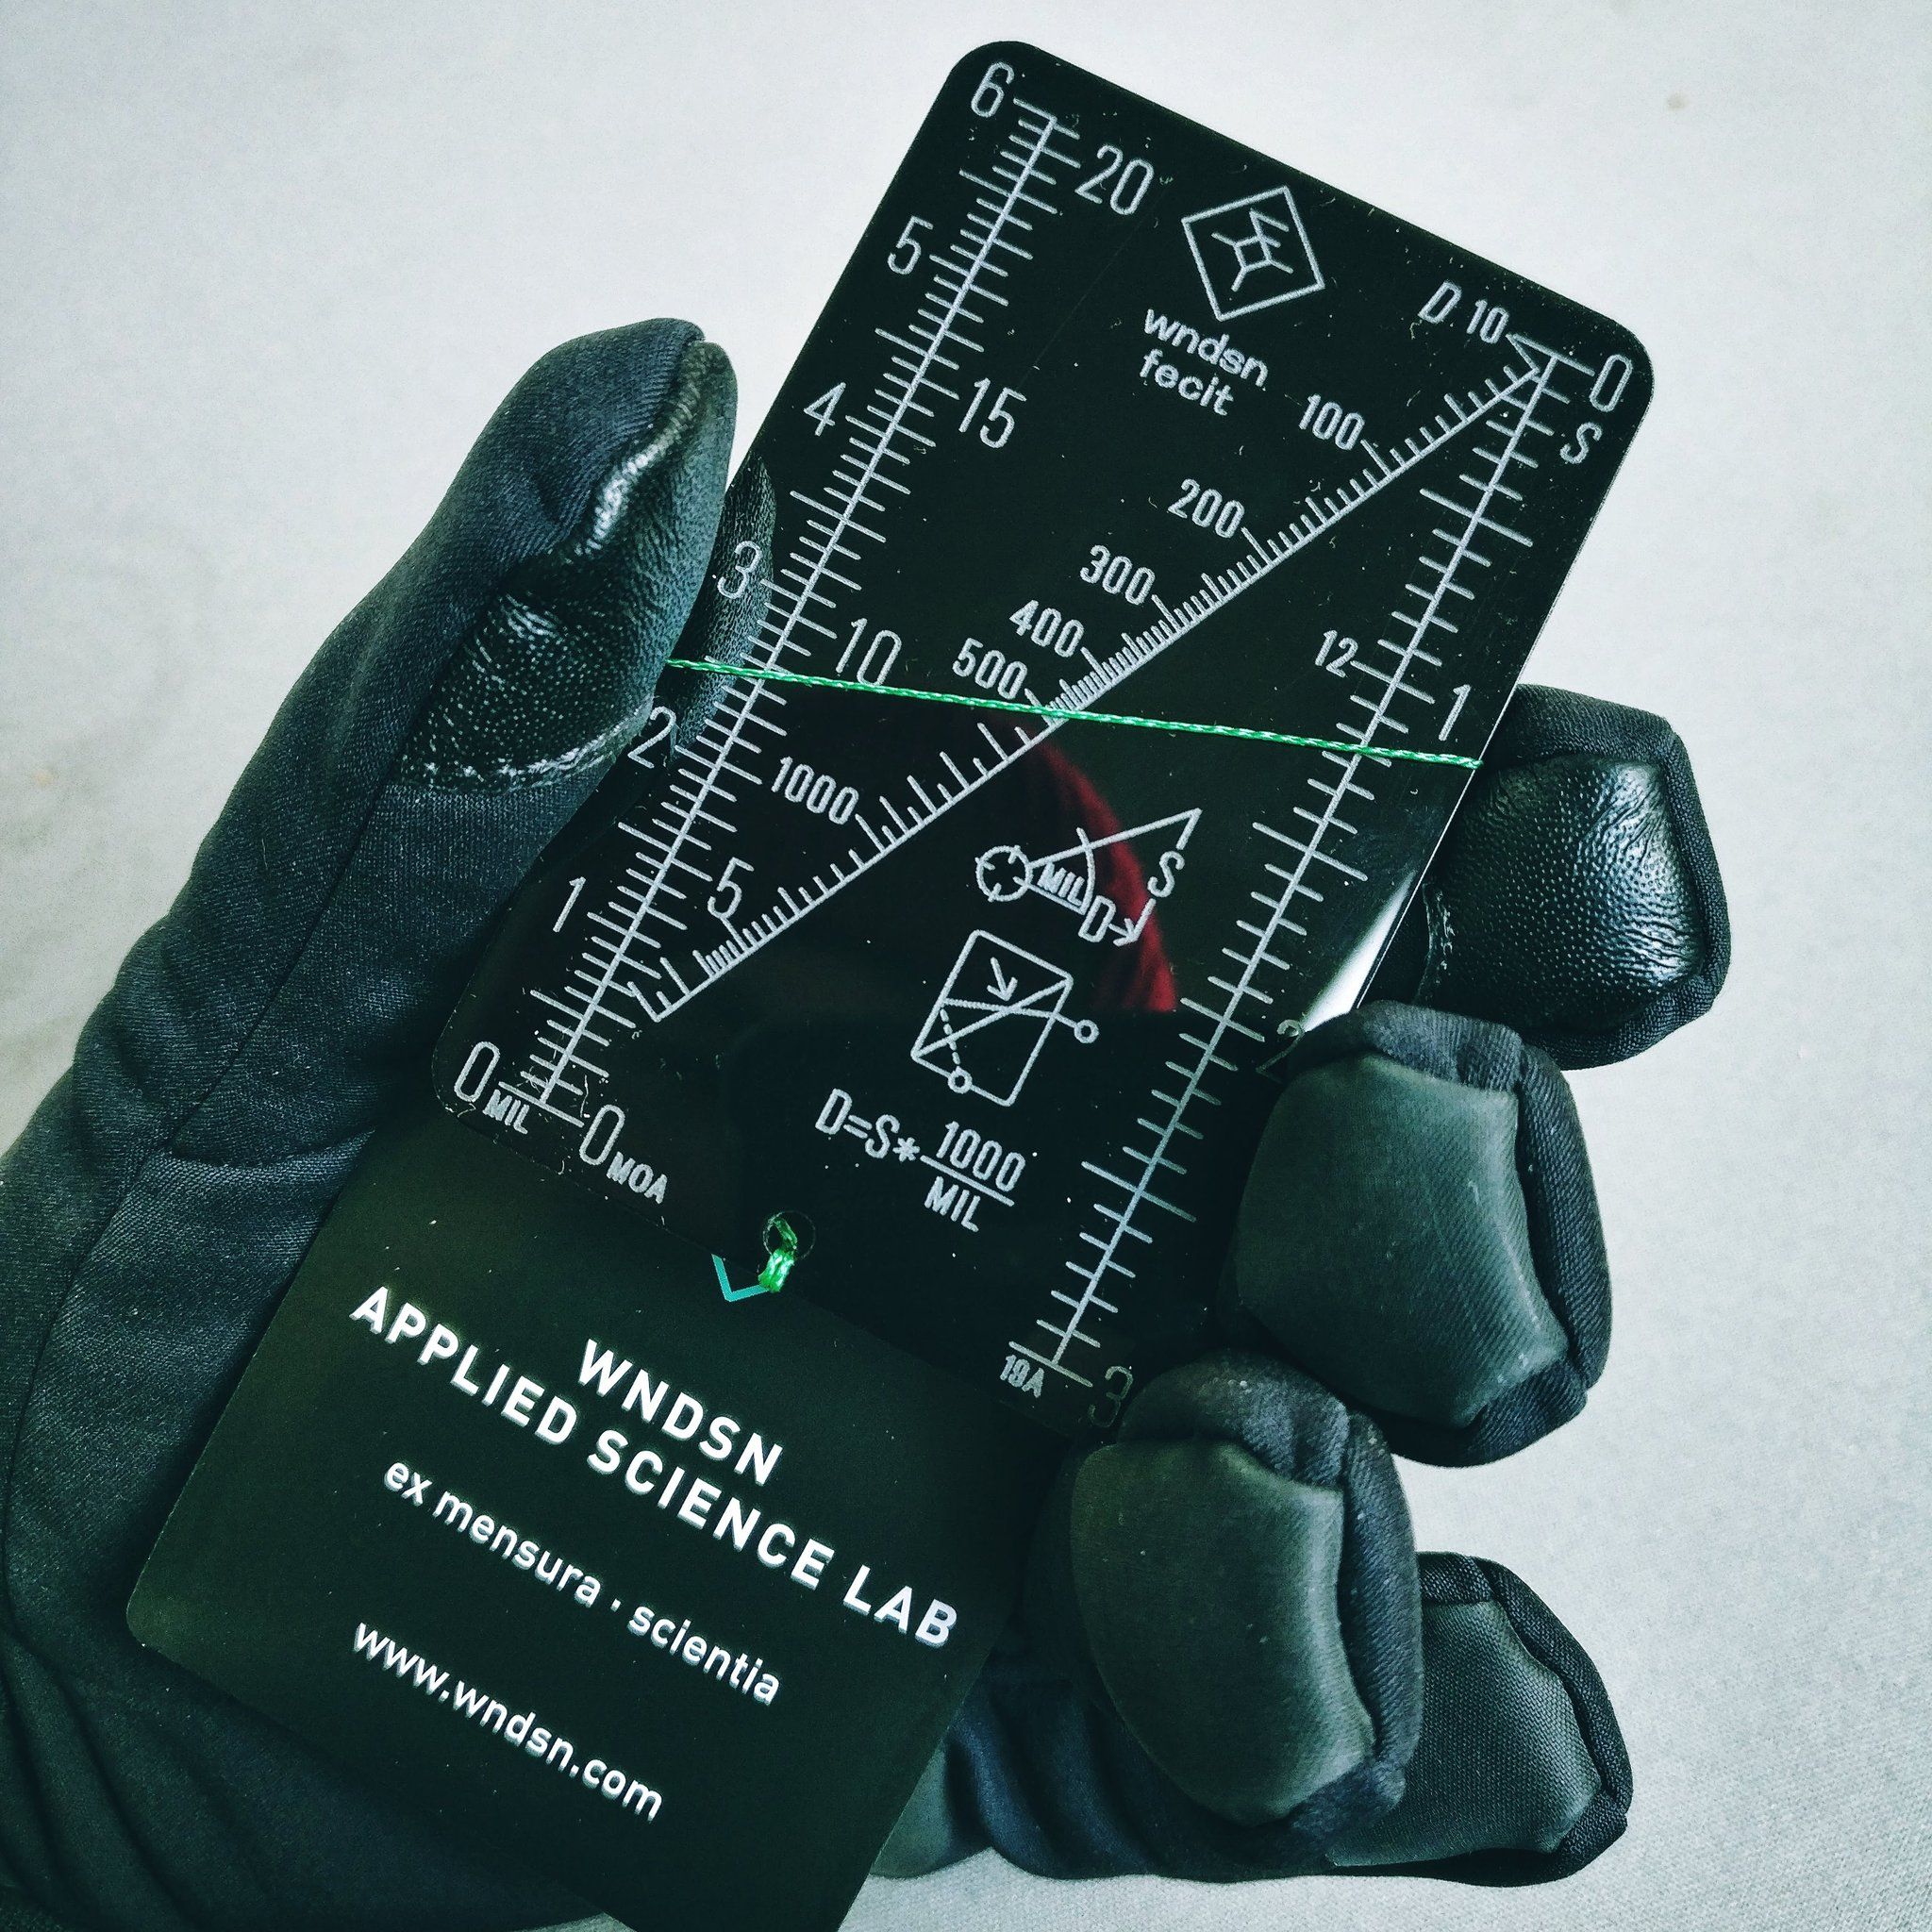 6
20
5
15
4
3
10
2
5
1
0 MIL
0 MOA
wndsn
fecit
D 10
100
200
300
400
500
1000
0
S
12
1
2
3
19A
MIL
S
D
D=S*1000
MIL
WNDSN
APPLIED SCIENCE LAB
ex mensura · scientia
www.wndsn.com